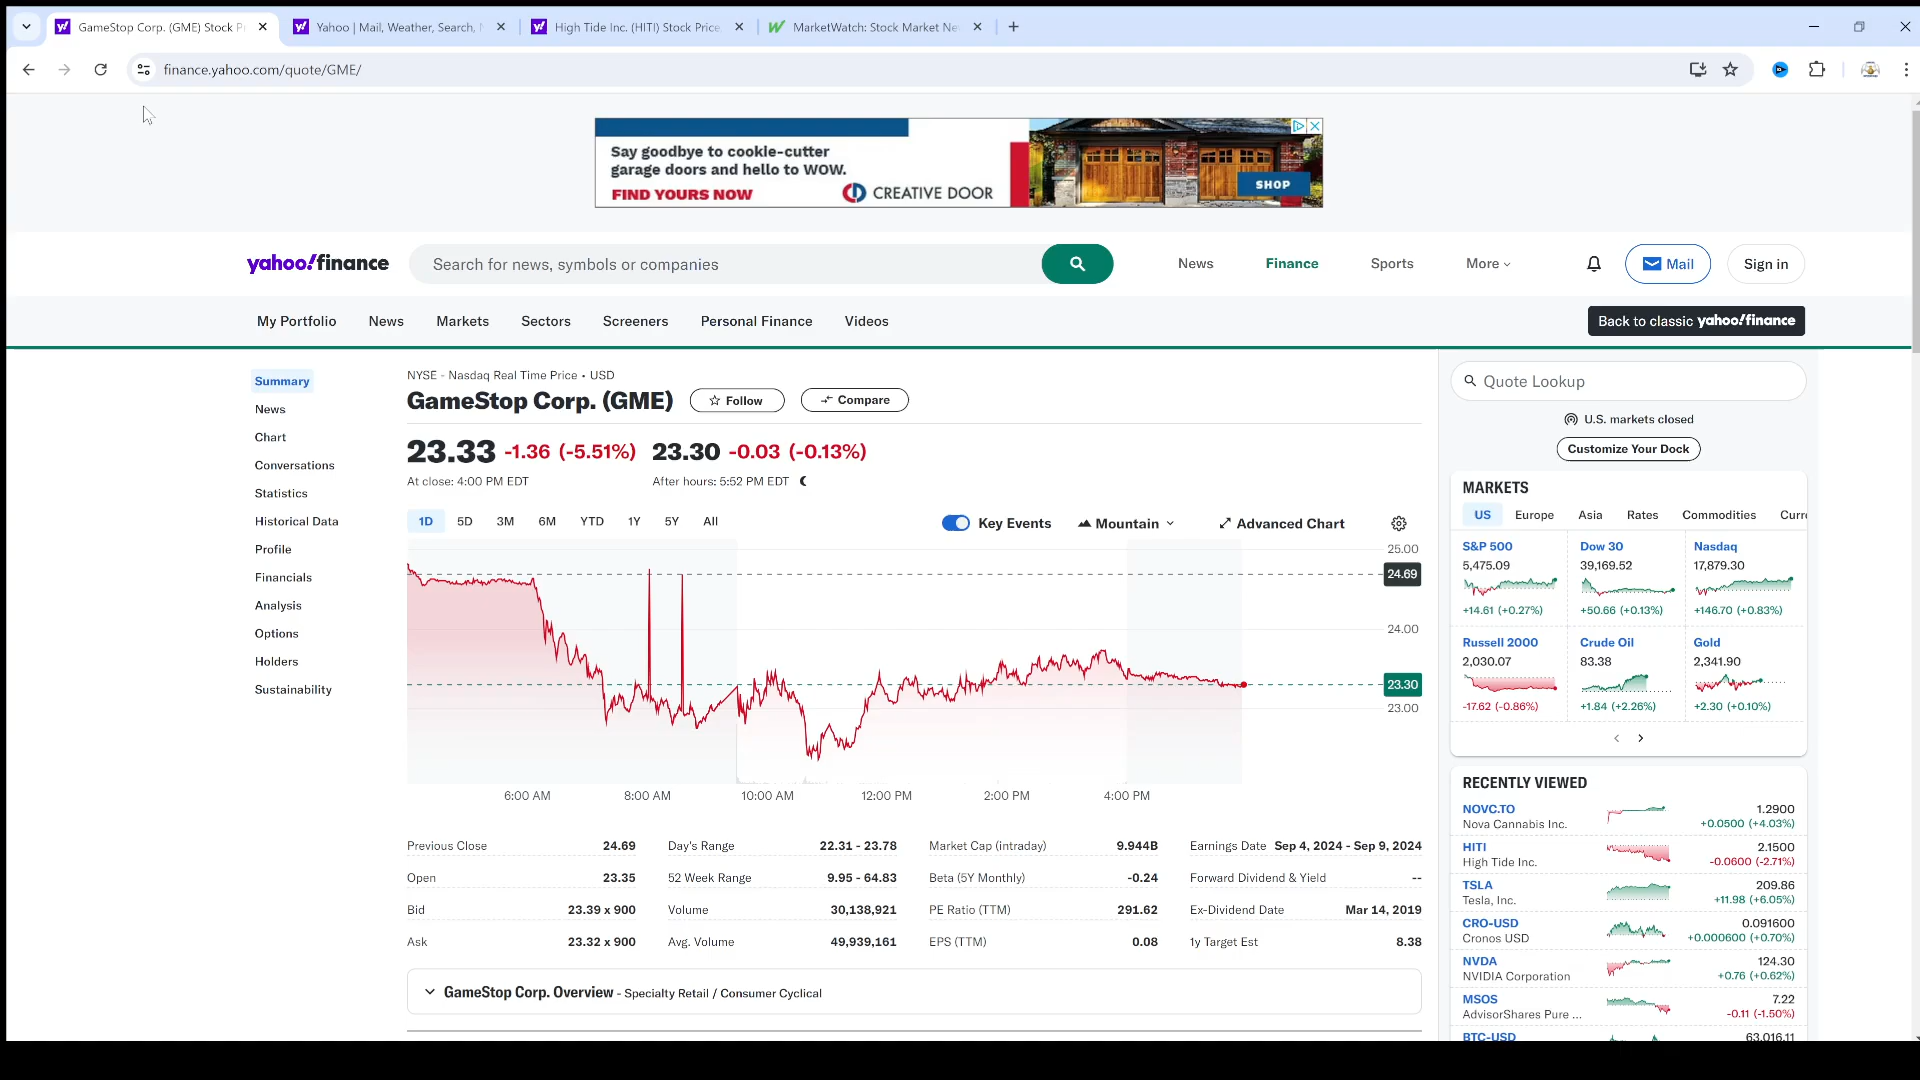 GameStop Corp. (GME) Stock P
Yahoo | Mail, Weather, Search,
High Tide Inc. (HITI) Stock Price
MarketWatch: Stock Market Ne
finance.yahoo.com/quote/GME/
Say goodbye to cookie-cutter
garage doors and hello to WOW.
FIND YOURS NOW
CREATIVE DOOR
SHOP
yahoo!finance
Search for news, symbols or companies
News
Finance
Sports
More
Mail
Sign in
My Portfolio
News
Markets
Sectors
Screeners
Personal Finance
Videos
Back to classic yahoo!finance
Summary
News
Chart
Conversations
Statistics
Historical Data
Profile
Financials
Analysis
Options
Holders
Sustainability
NYSE - Nasdaq Real Time Price • USD
GameStop Corp. (GME)
Follow
Compare
23.33 -1.36 (-5.51%)
At close: 4:00 PM EDT
23.30 -0.03 (-0.13%)
After hours: 5:52 PM EDT
1D 5D 3M 6M YTD 1Y 5Y All
Key Events
Mountain
Advanced Chart
25.00
24.69
24.00
23.30
23.00
6:00 AM 8:00 AM 10:00 AM 12:00 PM 2:00 PM 4:00 PM
Previous Close 24.69
Open 23.35
Bid 23.39 x 900
Ask 23.32 x 900
Day's Range 22.31 - 23.78
52 Week Range 9.95 - 64.83
Volume 30,138,921
Avg. Volume 49,939,161
Market Cap (intraday) 9.944B
Beta (5Y Monthly) -0.24
PE Ratio (TTM) 291.62
EPS (TTM) 0.08
Earnings Date Sep 4, 2024 - Sep 9, 2024
Forward Dividend & Yield --
Ex-Dividend Date Mar 14, 2019
1y Target Est 8.38
GameStop Corp. Overview - Specialty Retail / Consumer Cyclical
Quote Lookup
U.S. markets closed
Customize Your Dock
MARKETS
US Europe Asia Rates Commodities Curr
S&P 500
5,475.09
+14.61 (+0.27%)
Dow 30
39,169.52
+50.66 (+0.13%)
Nasdaq
17,879.30
+146.70 (+0.83%)
Russell 2000
2,030.07
-17.62 (-0.86%)
Crude Oil
83.38
+1.84 (+2.26%)
Gold
2,341.90
+2.30 (+0.10%)
RECENTLY VIEWED
NOVC.TO 1.2900
Nova Cannabis Inc. +0.0500 (+4.03%)
HITI 2.1500
High Tide Inc. -0.0600 (-2.71%)
TSLA 209.86
Tesla, Inc. +11.98 (+6.05%)
CRO-USD 0.091600
Cronos USD +0.000600 (+0.70%)
NVDA 124.30
NVIDIA Corporation +0.76 (+0.62%)
MSOS 7.22
AdvisorShares Pure ... -0.11 (-1.50%)
BTC-USD 63,016.11